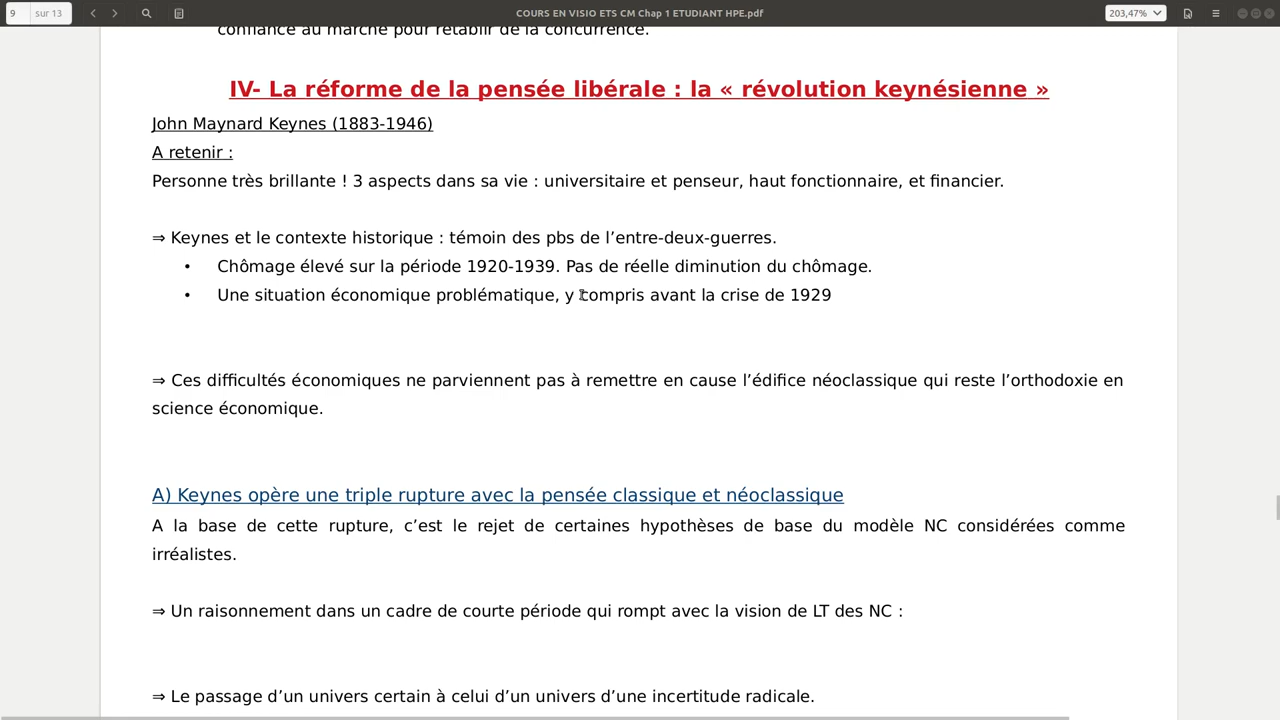 9 sur 13
COURS EN VISIO ETS CM Chap 1 ETUDIANT HPE.pdf
203,47%
confiance au marché pour rétablir de la concurrence.
IV- La réforme de la pensée libérale : la « révolution keynésienne »
John Maynard Keynes (1883-1946)
A retenir :
Personne très brillante ! 3 aspects dans sa vie : universitaire et penseur, haut fonctionnaire, et financier.
⇒ Keynes et le contexte historique : témoin des pbs de l’entre-deux-guerres.
• Chômage élevé sur la période 1920-1939. Pas de réelle diminution du chômage.
• Une situation économique problématique, y compris avant la crise de 1929
⇒ Ces difficultés économiques ne parviennent pas à remettre en cause l’édifice néoclassique qui reste l’orthodoxie en
science économique.
A) Keynes opère une triple rupture avec la pensée classique et néoclassique
A la base de cette rupture, c’est le rejet de certaines hypothèses de base du modèle NC considérées comme
irréalistes.
⇒ Un raisonnement dans un cadre de courte période qui rompt avec la vision de LT des NC :
⇒ Le passage d’un univers certain à celui d’un univers d’une incertitude radicale.